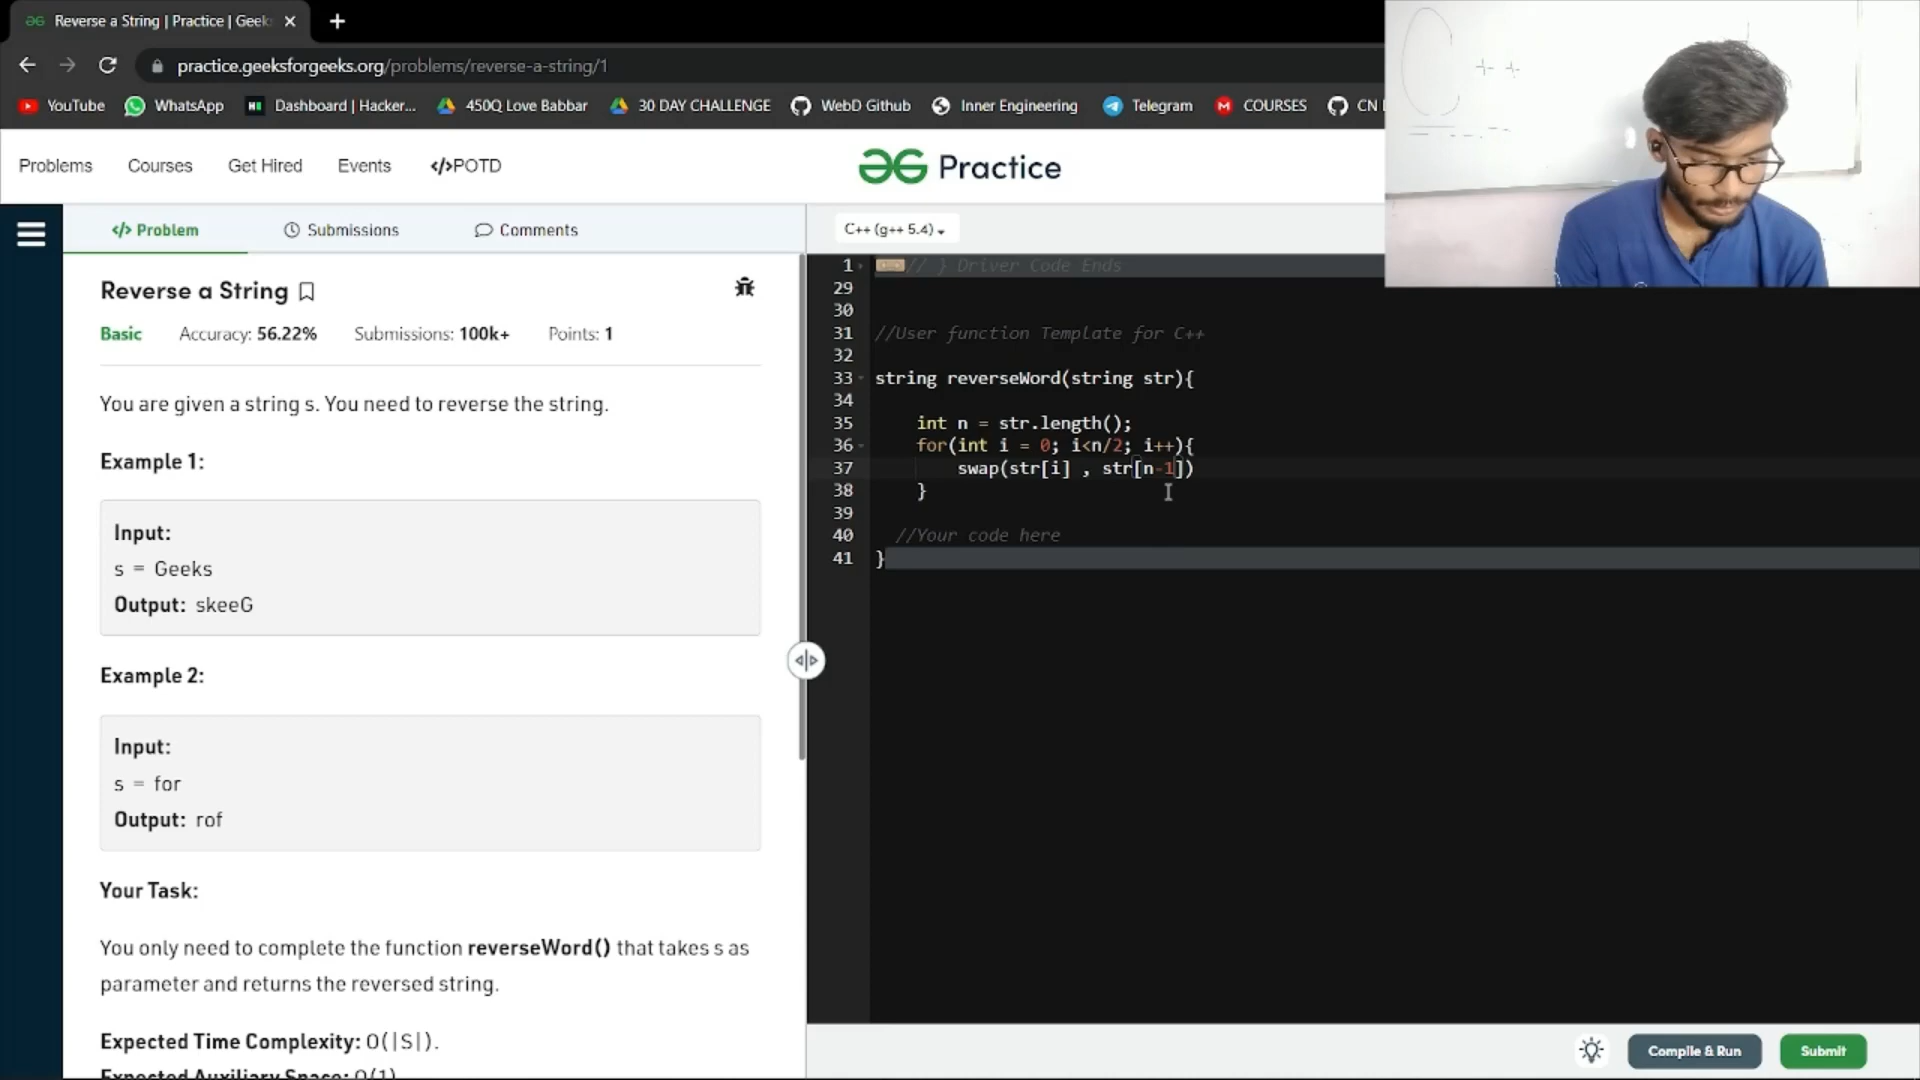 Reverse a String | Practice | Geek
practice.geeksforgeeks.org/problems/reverse-a-string/1
YouTube WhatsApp Dashboard | Hacker... 450Q Love Babbar 30 DAY CHALLENGE WebD Github Inner Engineering Telegram COURSES CN
C++
Problems Courses Get Hired Events </>POTD
Practice
</> Problem Submissions Comments
Reverse a String
Basic Accuracy: 56.22% Submissions: 100k+ Points: 1
You are given a string s. You need to reverse the string.
Example 1:
Input:
s = Geeks
Output: skeeG
Example 2:
Input:
s = for
Output: rof
Your Task:
You only need to complete the function reverseWord() that takes s as
parameter and returns the reversed string.
Expected Time Complexity: O(|S|).
Expected Auxiliary Space: O(1)
C++ (g++ 5.4)
1 // } Driver Code Ends
29
30
31 //User function Template for C++
32
33 string reverseWord(string str){
34
35 int n = str.length();
36 for(int i = 0; i<n/2; i++){
37 swap(str[i] , str[n-1])
38 }
39
40 //Your code here
41 }
Compile & Run Submit